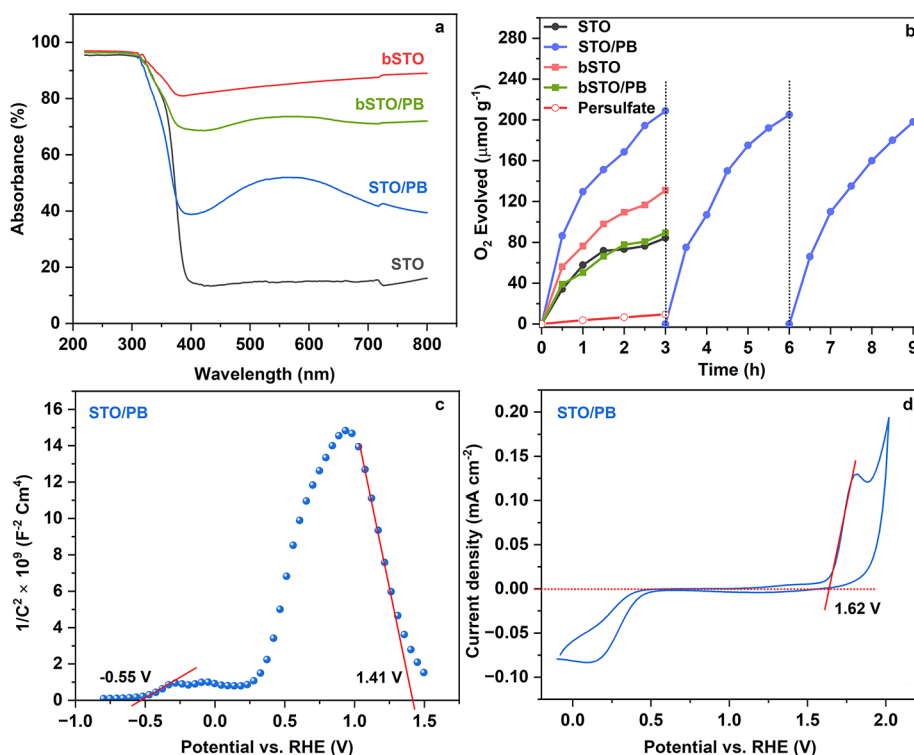 a
100
80
60
40
20
0
Absorbance (%)
bSTO
bSTO/PB
STO/PB
STO
200 300 400 500 600 700 800
Wavelength (nm)
b
280
240
200
160
120
80
40
0
O₂ Evolved (μmol g⁻¹)
STO
STO/PB
bSTO
bSTO/PB
Persulfate
0 1 2 3 4 5 6 7 8 9
Time (h)
c
STO/PB
16
14
12
10
8
6
4
2
0
1/C² × 10⁹ (F⁻² Cm⁴)
-0.55 V
1.41 V
−1.0 −0.5 0.0 0.5 1.0 1.5
Potential vs. RHE (V)
d
STO/PB
0.20
0.15
0.10
0.05
0.00
−0.05
−0.10
Current density (mA cm⁻²)
1.62 V
0.0 0.5 1.0 1.5 2.0
Potential vs. RHE (V)